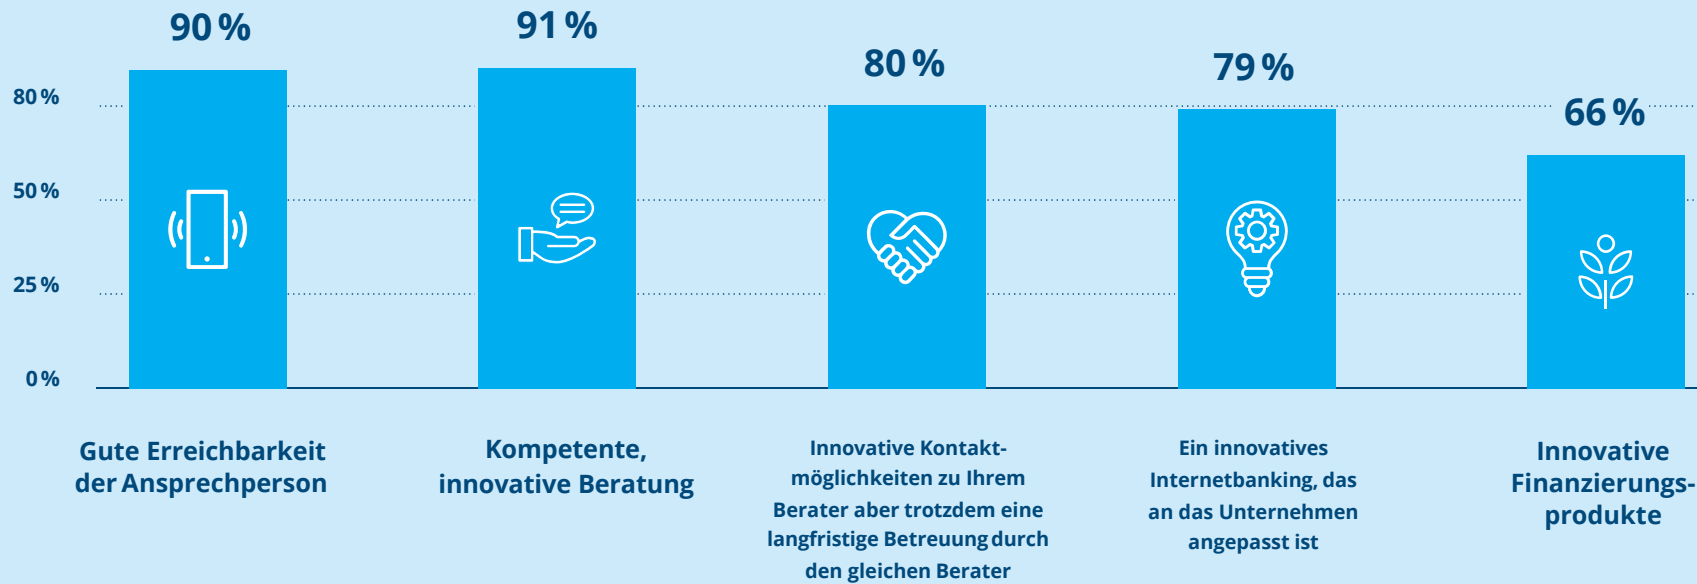 90 %
91 %
80 %
79 %
66 %
80 %
50 %
25 %
0 %
Gute Erreichbarkeit
der Ansprechperson
Kompetente,
innovative Beratung
Innovative Kontakt-
möglichkeiten zu Ihrem
Berater aber trotzdem eine
langfristige Betreuung durch
den gleichen Berater
Ein innovatives
Internetbanking, das
an das Unternehmen
angepasst ist
Innovative
Finanzierungs-
produkte